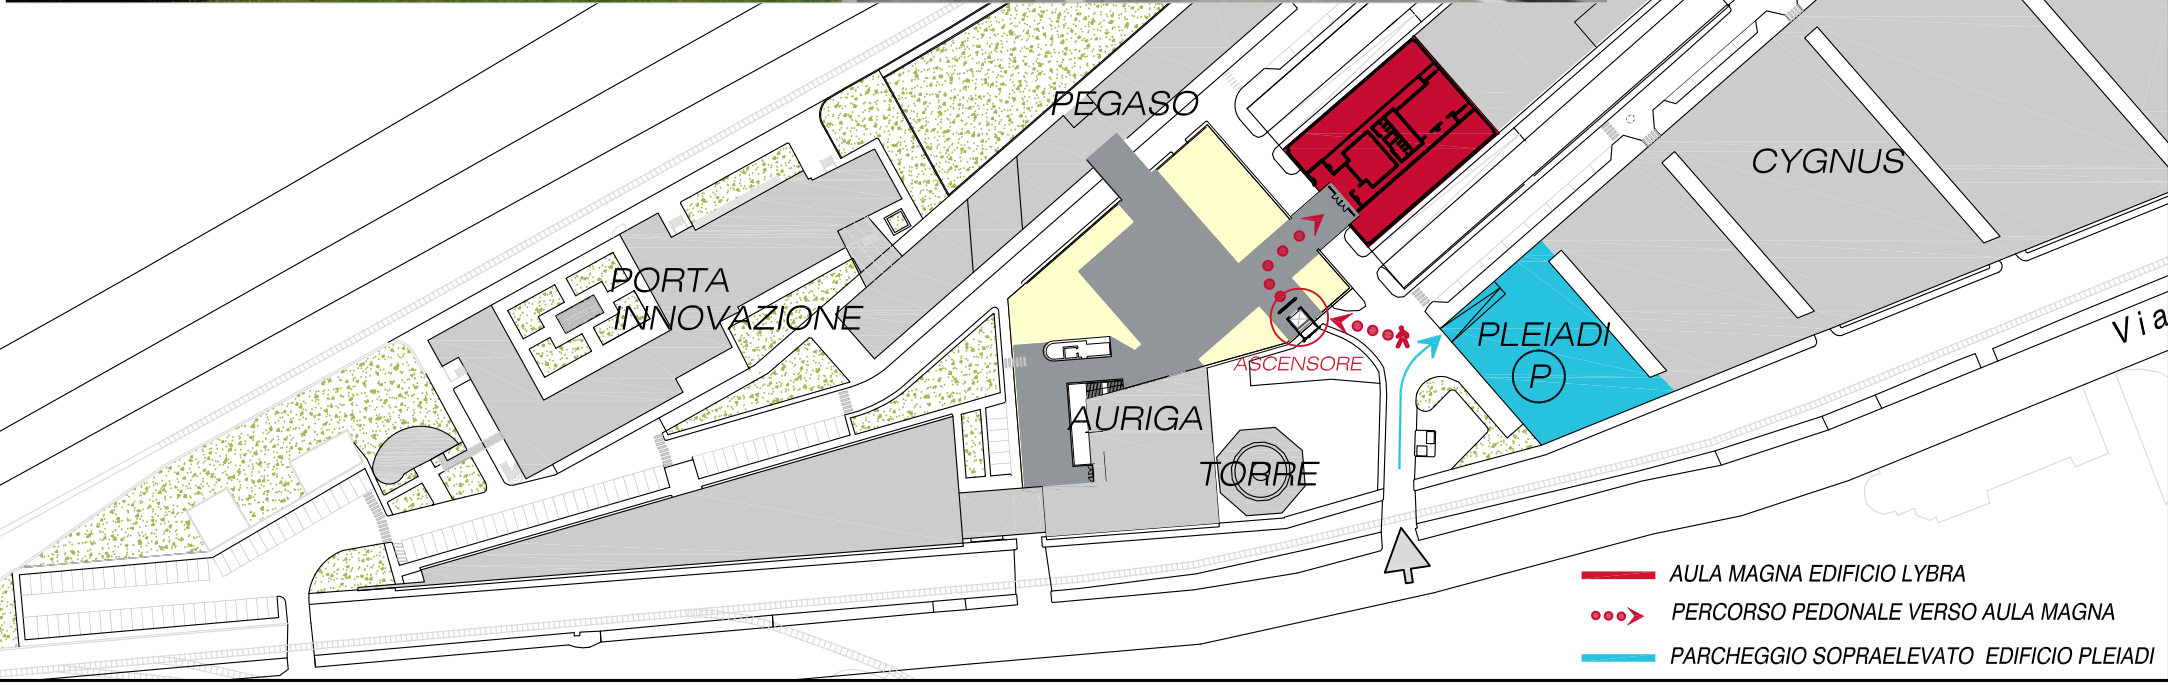 PEGASO
CYGNUS
PORTA
INNOVAZIONE
Via
PLEIADI
P
ASCENSORE
AURIGA
TORRE
AULA MAGNA EDIFICIO LYBRA
PERCORSO PEDONALE VERSO AULA MAGNA
PARCHEGGIO SOPRAELEVATO EDIFICIO PLEIADI